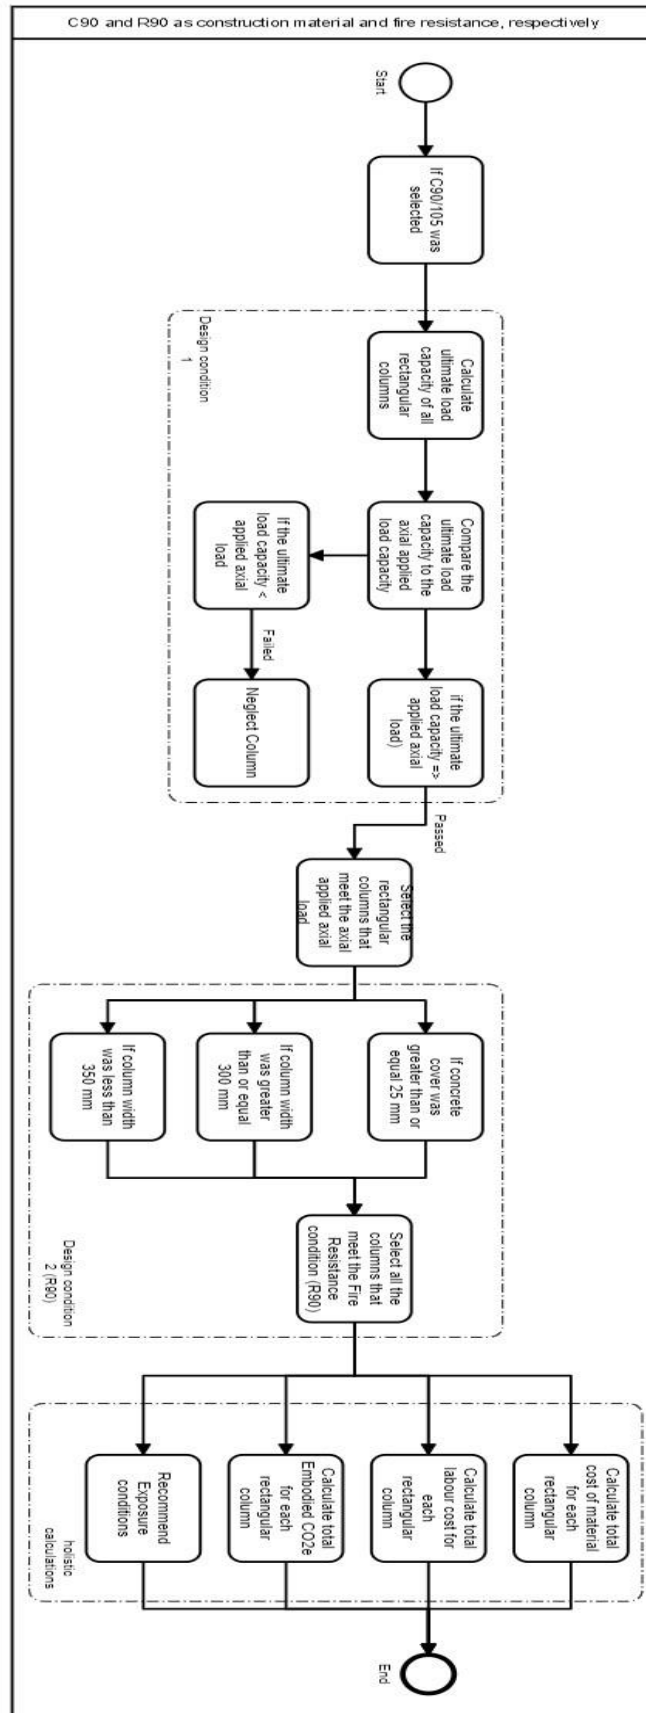 C90 and R90 as construction material and fire resistance, respectively
Start
If C90/105 was
selected
Calculate
ultimate load
capacity of all
rectangular
columns
Compare the
ultimate load
capacity to the
axial applied
load capacity
If the ultimate
load capacity <
applied axial
load
Failed
Neglect Column
if the ultimate
load capacity =>
applied axial
load)
Design condition
1
Passed
Select the
rectangular
columns that
meet the axial
applied axial
load
If concrete
cover was
greater than or
equal 25 mm
If column width
was greater
than or equal
300 mm
If column width
was less than
350 mm
Select all the
columns that
meet the Fire
Resistance
condition (R90)
Design condition
2 (R90)
Calculate total
cost of material
for each
rectangular
column
Calculate total
labour cost for
each
rectangular
column
Calculate total
Embodied CO2e
for each
rectangular
column
Recommend
Exposure
conditions
holistic
calculations
End